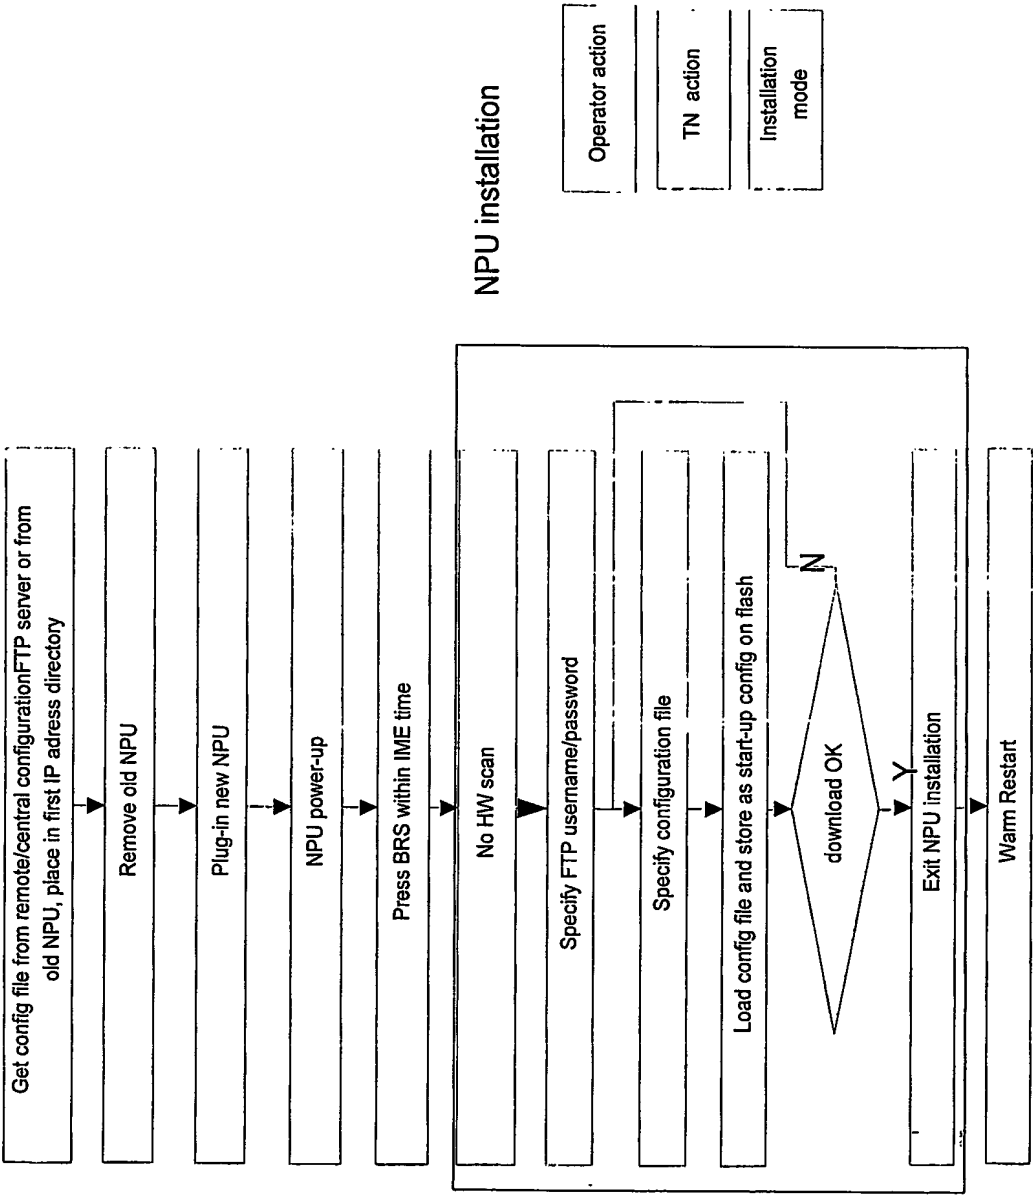 Get config file from remote/central configurationFTP server or from
old NPU, place in first IP adress directory
Remove old NPU
Plug-in new NPU
NPU power-up
Press BRS within IME time
No HW scan
Specify FTP username/password
Specify configuration file
Load config file and store as start-up config on flash
download OK
N
Y
Exit NPU Installation
Warm Restart
NPU installation
Operator action
TN action
Installation
mode